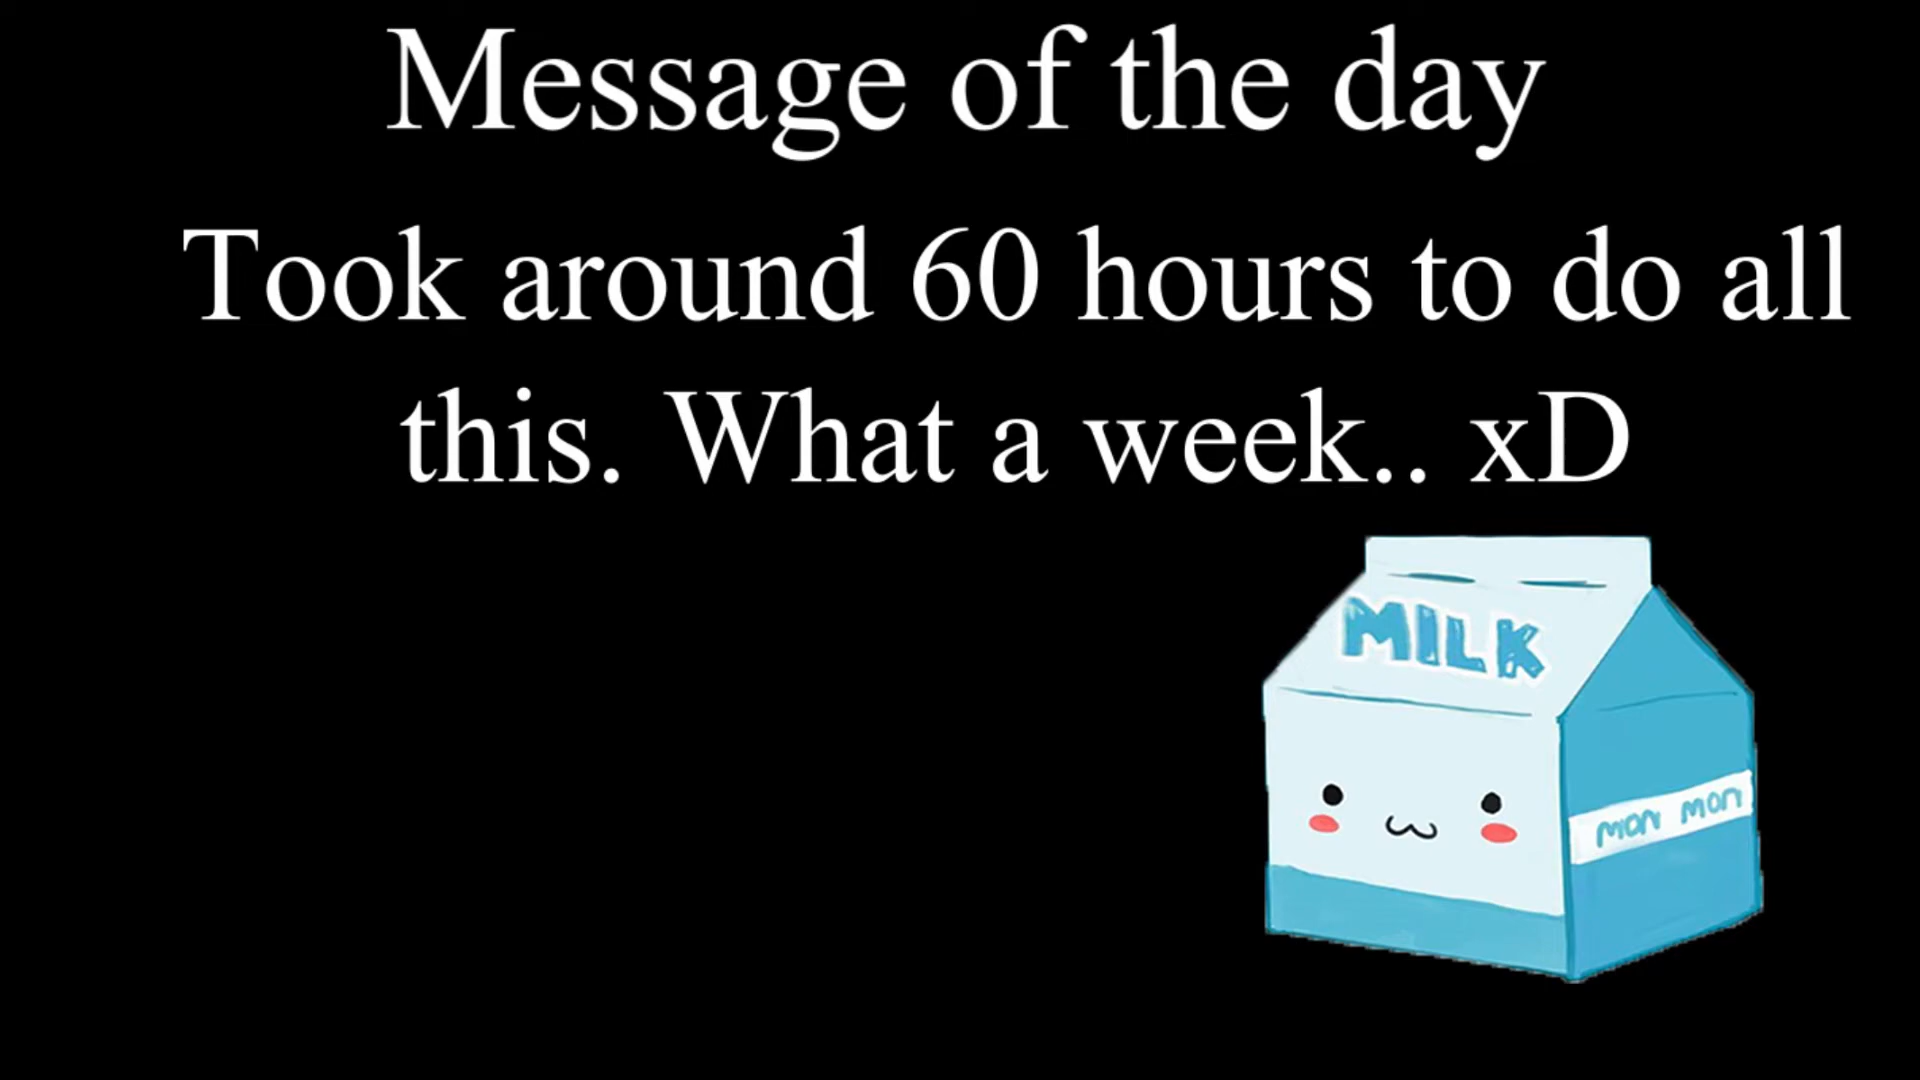 Message of the day
Took around 60 hours to do all
this. What a week.. xD
MILK
mon mon